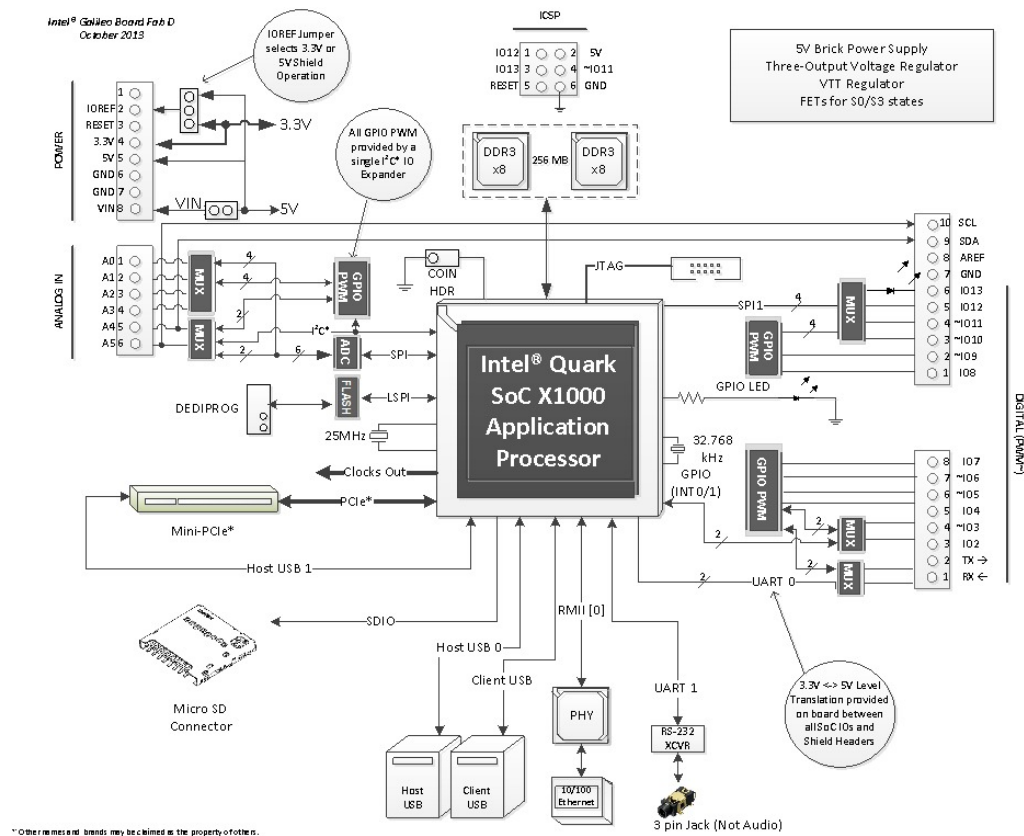 Intel® Galileo Board Fab D
October 2013
IOREF Jumper
selects 3.3V or
5V Shield
Operation
ICSP
IO12 1 2 5V
IO13 3 4 ~IO11
RESET 5 6 GND
5V Brick Power Supply
Three-Output Voltage Regulator
VTT Regulator
FETs for S0/S3 states
POWER
1
IOREF 2
RESET 3
3.3V 4
5V 5
GND 6
GND 7
VIN 8
3.3V
VIN
5V
All GPIO PWM
provided by a
single I²C* IO
Expander
DDR3
x8
256 MB
DDR3
x8
ANALOG IN
A0 1
A1 2
A2 3
A3 4
A4 5
A5 6
MUX
MUX
4
4
2
2
6
GPIO
PWM
I²C*
ADC
SPI
FLASH
LSPI
DEDIPROG
25MHz
COIN
HDR
JTAG
SPI1
4
4
MUX
GPIO
PWM
10 SCL
9 SDA
8 AREF
7 GND
6 IO13
5 IO12
4 ~IO11
3 ~IO10
2 ~IO9
1 IO8
GPIO LED
Intel® Quark
SoC X1000
Application
Processor
32.768
kHz
GPIO
(INT0/1)
GPIO PWM
DIGITAL (PWM~)
8 IO7
7 ~IO6
6 ~IO5
5 IO4
4 ~IO3
3 IO2
2 TX →
1 RX ←
2
2
MUX
2
MUX
2
UART 0
Clocks Out
PCIe*
Mini-PCIe*
Host USB 1
SDIO
Micro SD
Connector
Host USB 0
Client USB
RMII [0]
UART 1
PHY
RS-232
XCVR
3.3V <-> 5V Level
Translation provided
on board between
all SoC IOs and
Shield Headers
Host
USB
Client
USB
10/100
Ethernet
3 pin Jack (Not Audio)
* Other names and brands may be claimed as the property of others.